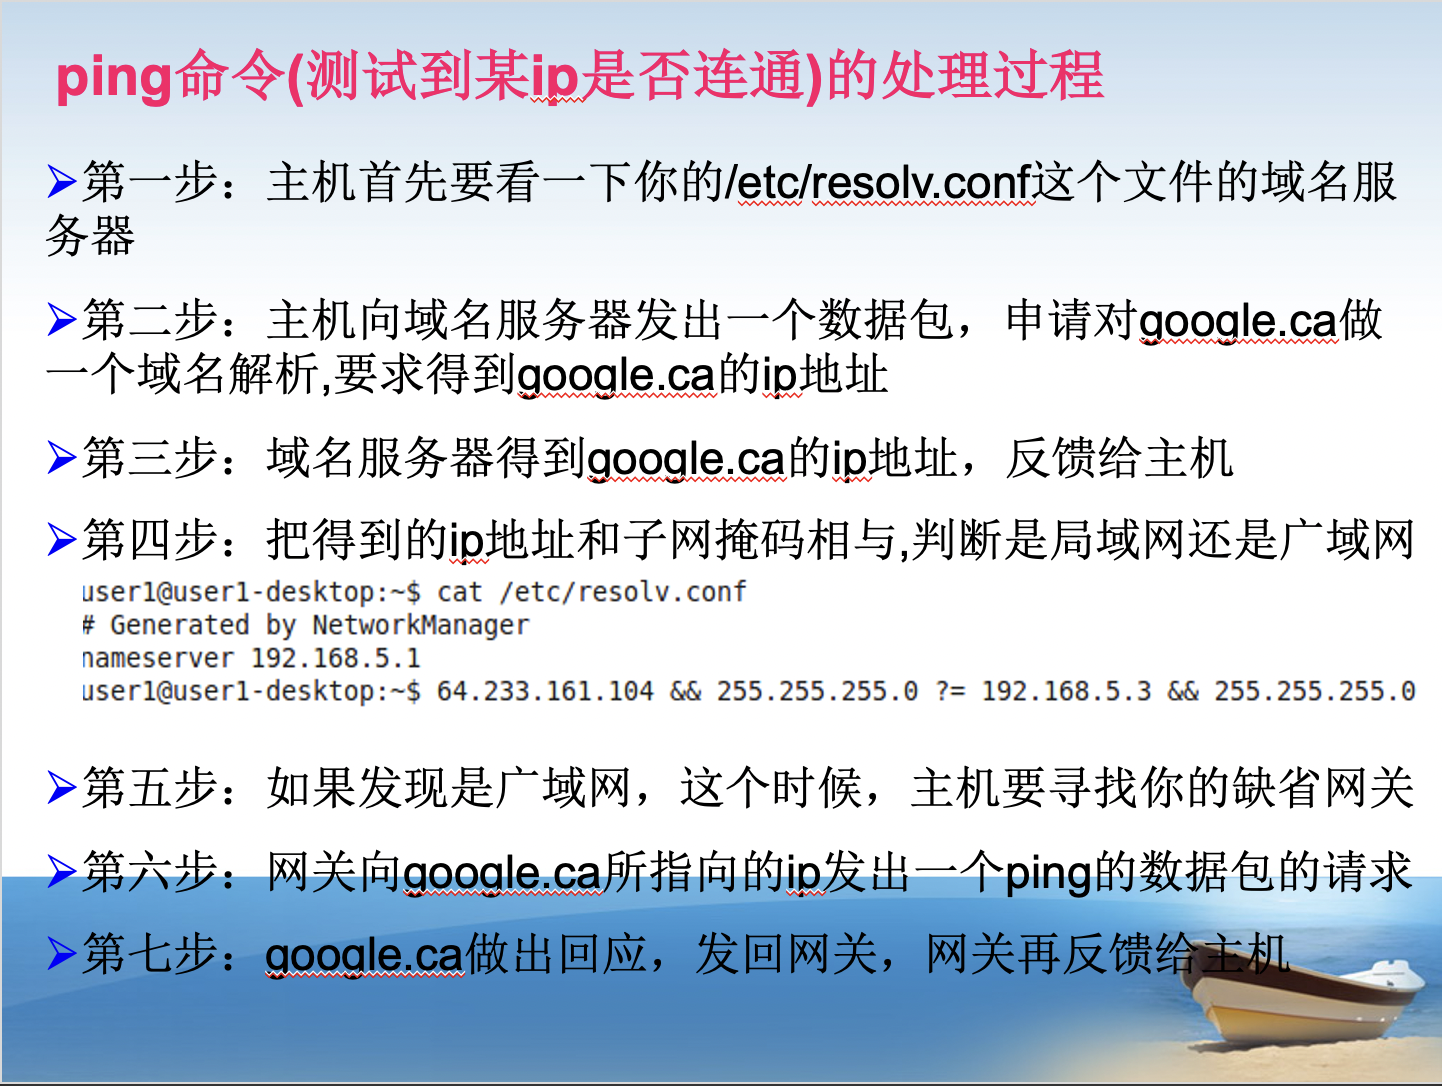 ping命令(测试到某ip是否连通)的处理过程
第一步：主机首先要看一下你的/etc/resolv.conf这个文件的域名服
务器
第二步：主机向域名服务器发出一个数据包，申请对google.ca做
一个域名解析,要求得到google.ca的ip地址
第三步：域名服务器得到google.ca的ip地址，反馈给主机
第四步：把得到的ip地址和子网掩码相与,判断是局域网还是广域网
user1@user1-desktop:~$ cat /etc/resolv.conf
# Generated by NetworkManager
nameserver 192.168.5.1
user1@user1-desktop:~$ 64.233.161.104 && 255.255.255.0 ?= 192.168.5.3 && 255.255.255.0
第五步：如果发现是广域网，这个时候，主机要寻找你的缺省网关
第六步：网关向google.ca所指向的ip发出一个ping的数据包的请求
第七步：google.ca做出回应，发回网关，网关再反馈给主机